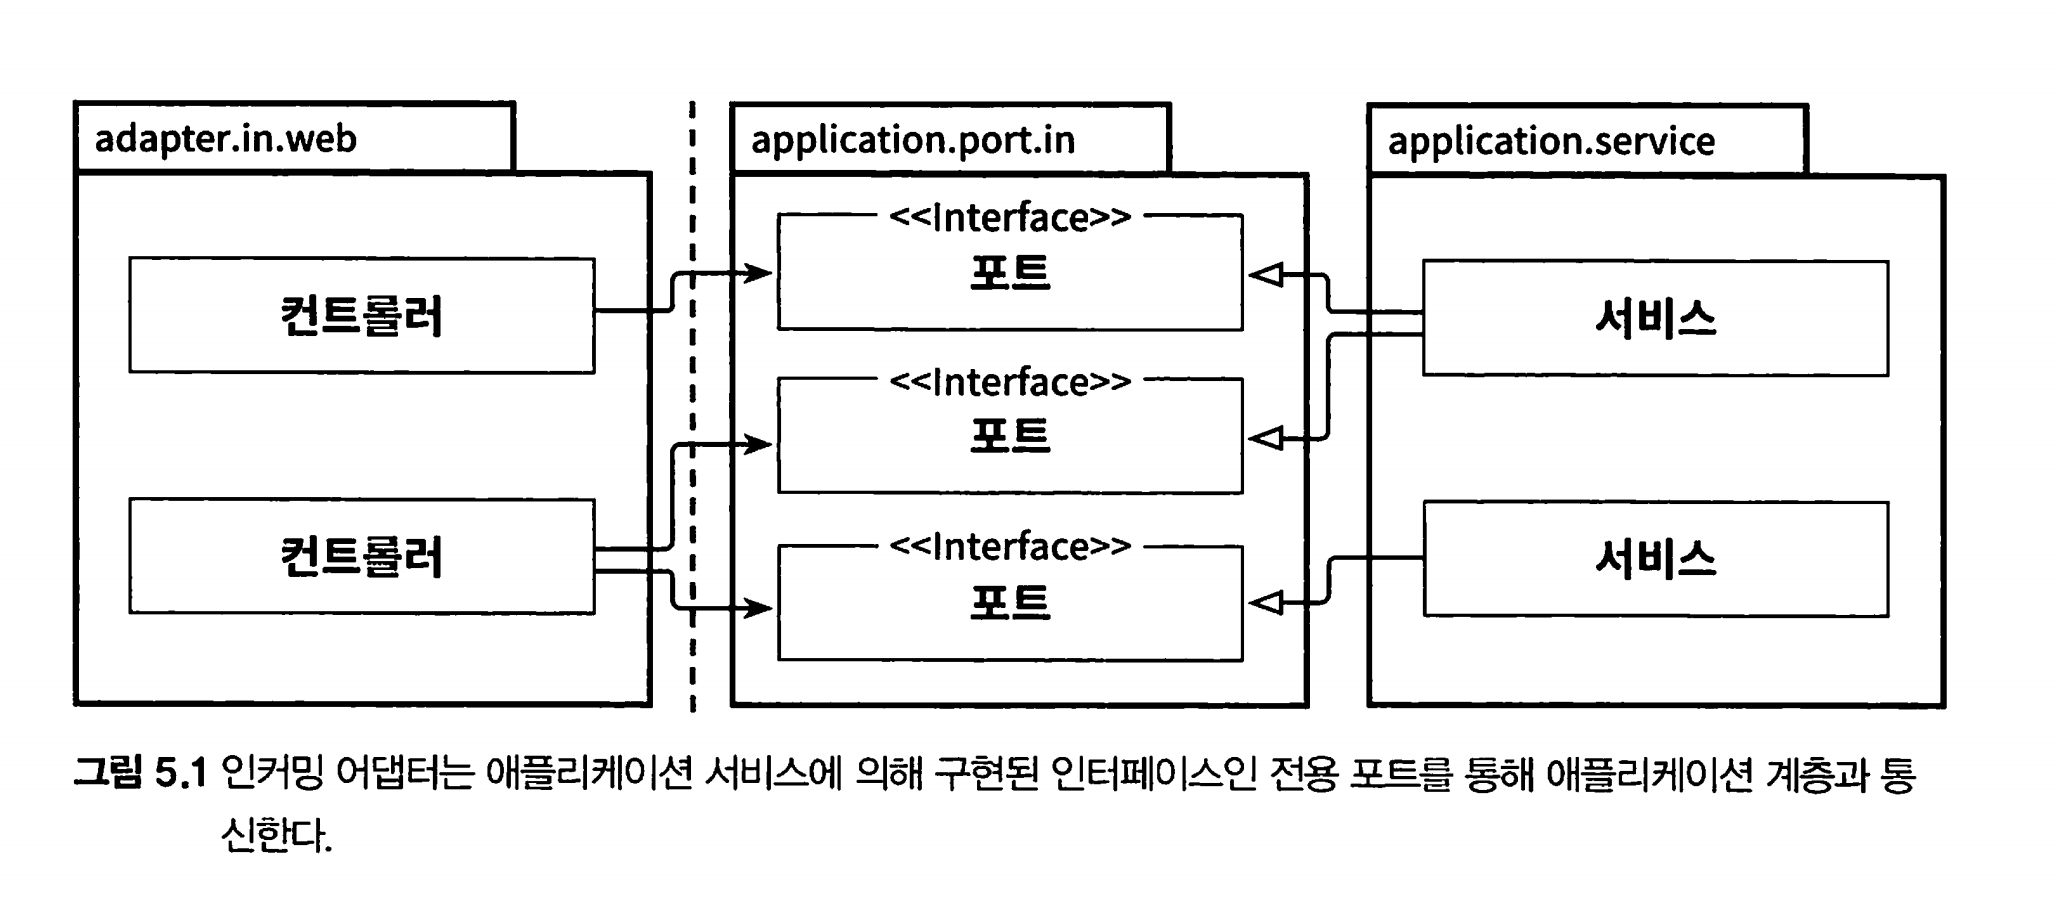 adapter.in.web
application.port.in
application.service
<<Interface>>
포트
<<Interface>>
포트
<<Interface>>
포트
컨트롤러
컨트롤러
서비스
서비스
그림 5.1 인커밍 어댑터는 애플리케이션 서비스에 의해 구현된 인터페이스인 전용 포트를 통해 애플리케이션 계층과 통
신한다.